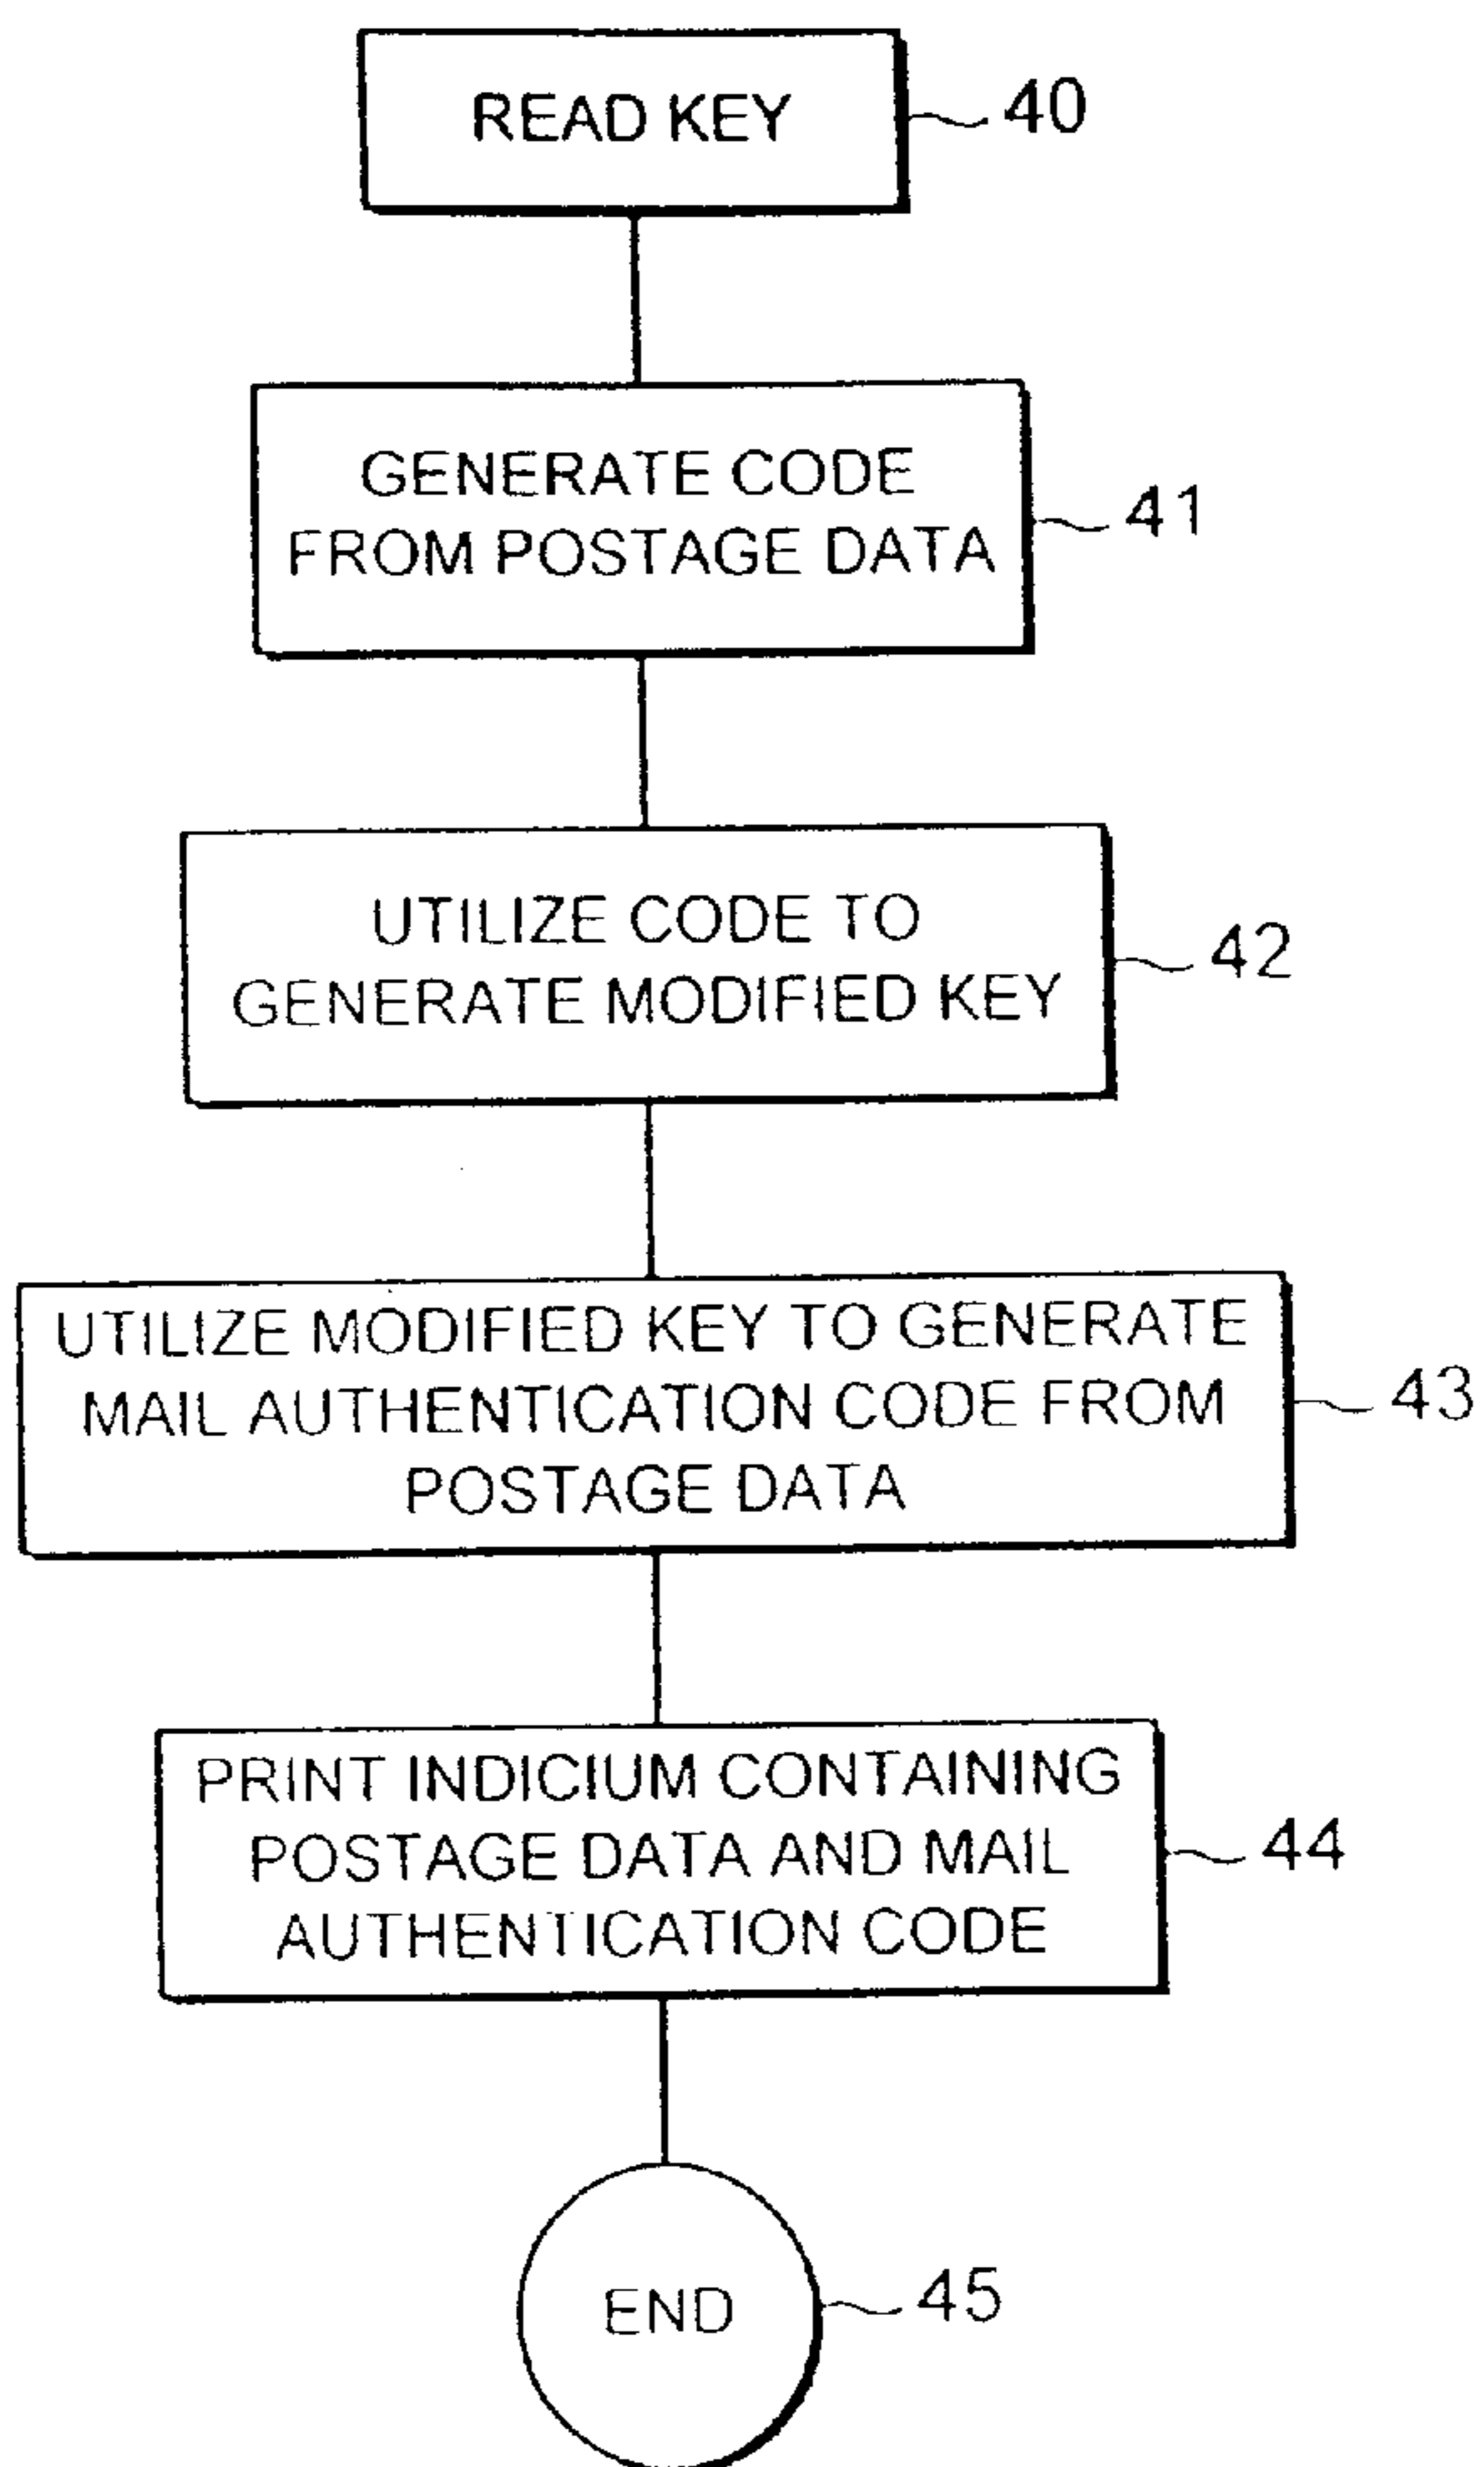 READ KEY
40
GENERATE CODE
FROM POSTAGE DATA
41
UTILIZE CODE TO
GENERATE MODIFIED KEY
42
UTILIZE MODIFIED KEY TO GENERATE
MAIL AUTHENTICATION CODE FROM
POSTAGE DATA
43
PRINT INDICIUM CONTAINING
POSTAGE DATA AND MAIL
AUTHENTICATION CODE
44
END
45